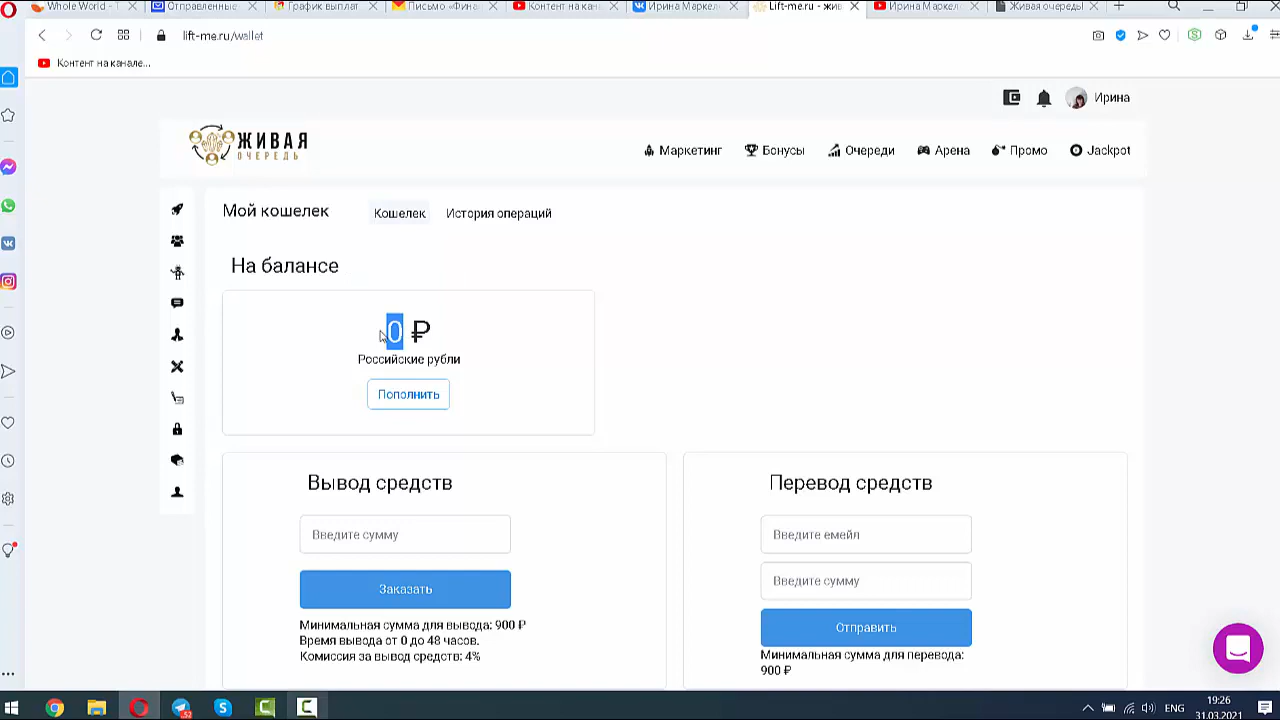 Whole World - T
Отправленные
График выплат
Письмо «Фина
Контент на кан
Ирина Маркел
Lift-me.ru - жив
Ирина Маркел
Живая очередь|
lift-me.ru/wallet
Контент на канале...
Ирина
ЖИВАЯ
ОЧЕРЕДЬ
Маркетинг
Бонусы
Очереди
Арена
Промо
Jackpot
Мой кошелек
Кошелек
История операций
На балансе
0 ₽
Российские рубли
Пополнить
Вывод средств
Введите сумму
Заказать
Минимальная сумма для вывода: 900 ₽
Время вывода от 0 до 48 часов.
Комиссия за вывод средств: 4%
Перевод средств
Введите емейл
Введите сумму
Отправить
Минимальная сумма для перевода:
900 ₽
52
ENG
19:26
31.03.2021